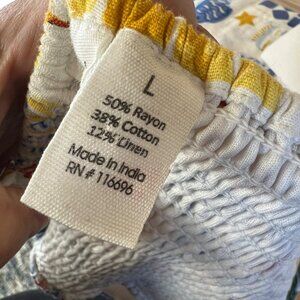 L
50% Rayon
38% Cotton
12% Linen
Made in India
RN # 116696